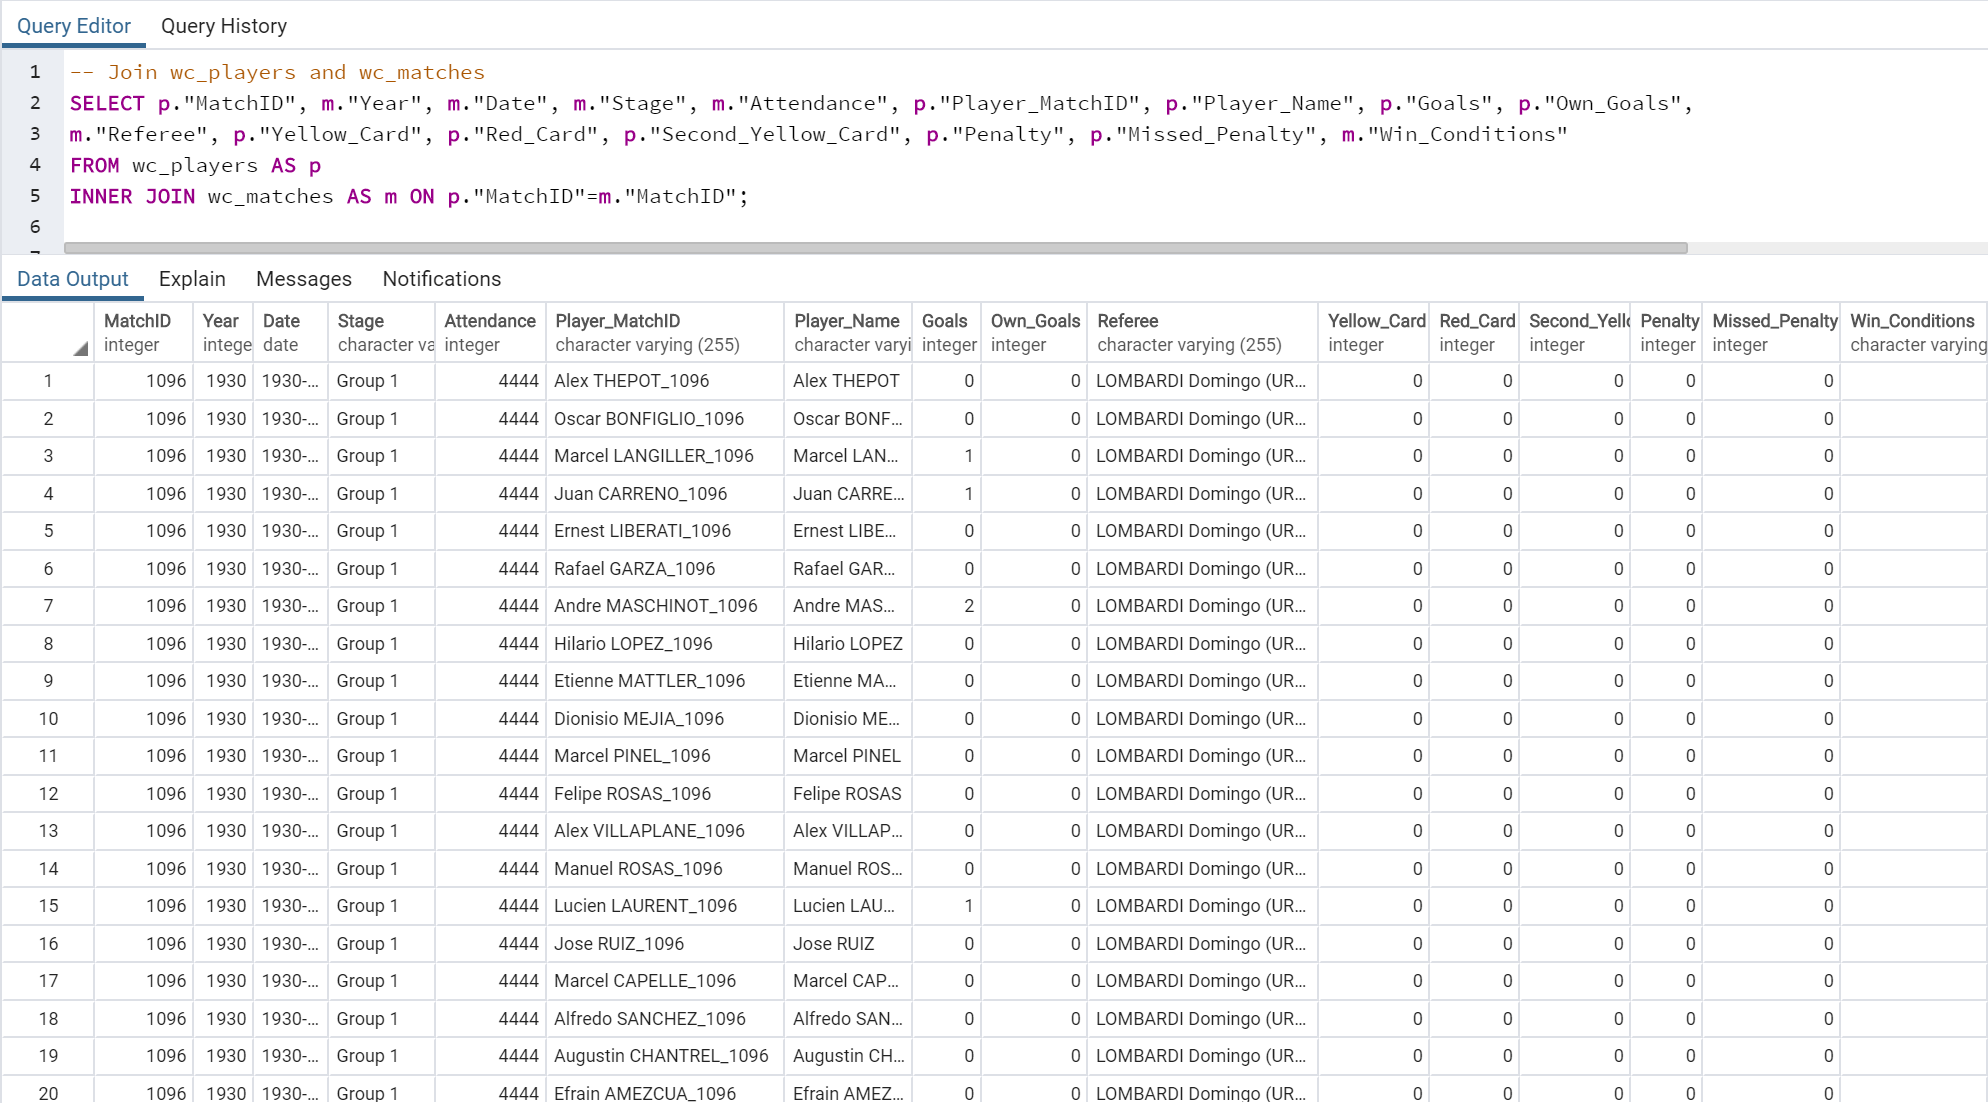 Query Editor Query History
1 -- Join wc_players and wc_matches
2 SELECT p."MatchID", m."Year", m."Date", m."Stage", m."Attendance", p."Player_MatchID", p."Player_Name", p."Goals", p."Own_Goals",
3 m."Referee", p."Yellow_Card", p."Red_Card", p."Second_Yellow_Card", p."Penalty", p."Missed_Penalty", m."Win_Conditions"
4 FROM wc_players AS p
5 INNER JOIN wc_matches AS m ON p."MatchID"=m."MatchID";
6
Data Output Explain Messages Notifications
MatchID Year Date Stage Attendance Player_MatchID Player_Name Goals Own_Goals Referee Yellow_Card Red_Card Second_Yell Penalty Missed_Penalty Win_Conditions
integer intege date character va integer character varying (255) character varyi integer integer character varying (255) integer integer integer integer integer character varying
1 1096 1930 1930-... Group 1 4444 Alex THEPOT_1096 Alex THEPOT 0 0 LOMBARDI Domingo (UR... 0 0 0 0 0
2 1096 1930 1930-... Group 1 4444 Oscar BONFIGLIO_1096 Oscar BONF... 0 0 LOMBARDI Domingo (UR... 0 0 0 0 0
3 1096 1930 1930-... Group 1 4444 Marcel LANGILLER_1096 Marcel LAN... 1 0 LOMBARDI Domingo (UR... 0 0 0 0 0
4 1096 1930 1930-... Group 1 4444 Juan CARRENO_1096 Juan CARRE... 1 0 LOMBARDI Domingo (UR... 0 0 0 0 0
5 1096 1930 1930-... Group 1 4444 Ernest LIBERATI_1096 Ernest LIBE... 0 0 LOMBARDI Domingo (UR... 0 0 0 0 0
6 1096 1930 1930-... Group 1 4444 Rafael GARZA_1096 Rafael GAR... 0 0 LOMBARDI Domingo (UR... 0 0 0 0 0
7 1096 1930 1930-... Group 1 4444 Andre MASCHINOT_1096 Andre MAS... 2 0 LOMBARDI Domingo (UR... 0 0 0 0 0
8 1096 1930 1930-... Group 1 4444 Hilario LOPEZ_1096 Hilario LOPEZ 0 0 LOMBARDI Domingo (UR... 0 0 0 0 0
9 1096 1930 1930-... Group 1 4444 Etienne MATTLER_1096 Etienne MA... 0 0 LOMBARDI Domingo (UR... 0 0 0 0 0
10 1096 1930 1930-... Group 1 4444 Dionisio MEJIA_1096 Dionisio ME... 0 0 LOMBARDI Domingo (UR... 0 0 0 0 0
11 1096 1930 1930-... Group 1 4444 Marcel PINEL_1096 Marcel PINEL 0 0 LOMBARDI Domingo (UR... 0 0 0 0 0
12 1096 1930 1930-... Group 1 4444 Felipe ROSAS_1096 Felipe ROSAS 0 0 LOMBARDI Domingo (UR... 0 0 0 0 0
13 1096 1930 1930-... Group 1 4444 Alex VILLAPLANE_1096 Alex VILLAP... 0 0 LOMBARDI Domingo (UR... 0 0 0 0 0
14 1096 1930 1930-... Group 1 4444 Manuel ROSAS_1096 Manuel ROS... 0 0 LOMBARDI Domingo (UR... 0 0 0 0 0
15 1096 1930 1930-... Group 1 4444 Lucien LAURENT_1096 Lucien LAU... 1 0 LOMBARDI Domingo (UR... 0 0 0 0 0
16 1096 1930 1930-... Group 1 4444 Jose RUIZ_1096 Jose RUIZ 0 0 LOMBARDI Domingo (UR... 0 0 0 0 0
17 1096 1930 1930-... Group 1 4444 Marcel CAPELLE_1096 Marcel CAP... 0 0 LOMBARDI Domingo (UR... 0 0 0 0 0
18 1096 1930 1930-... Group 1 4444 Alfredo SANCHEZ_1096 Alfredo SAN... 0 0 LOMBARDI Domingo (UR... 0 0 0 0 0
19 1096 1930 1930-... Group 1 4444 Augustin CHANTREL_1096 Augustin CH... 0 0 LOMBARDI Domingo (UR... 0 0 0 0 0
20 1096 1930 1930-... Group 1 4444 Efrain AMEZCUA_1096 Efrain AMEZ... 0 0 LOMBARDI Domingo (UR... 0 0 0 0 0